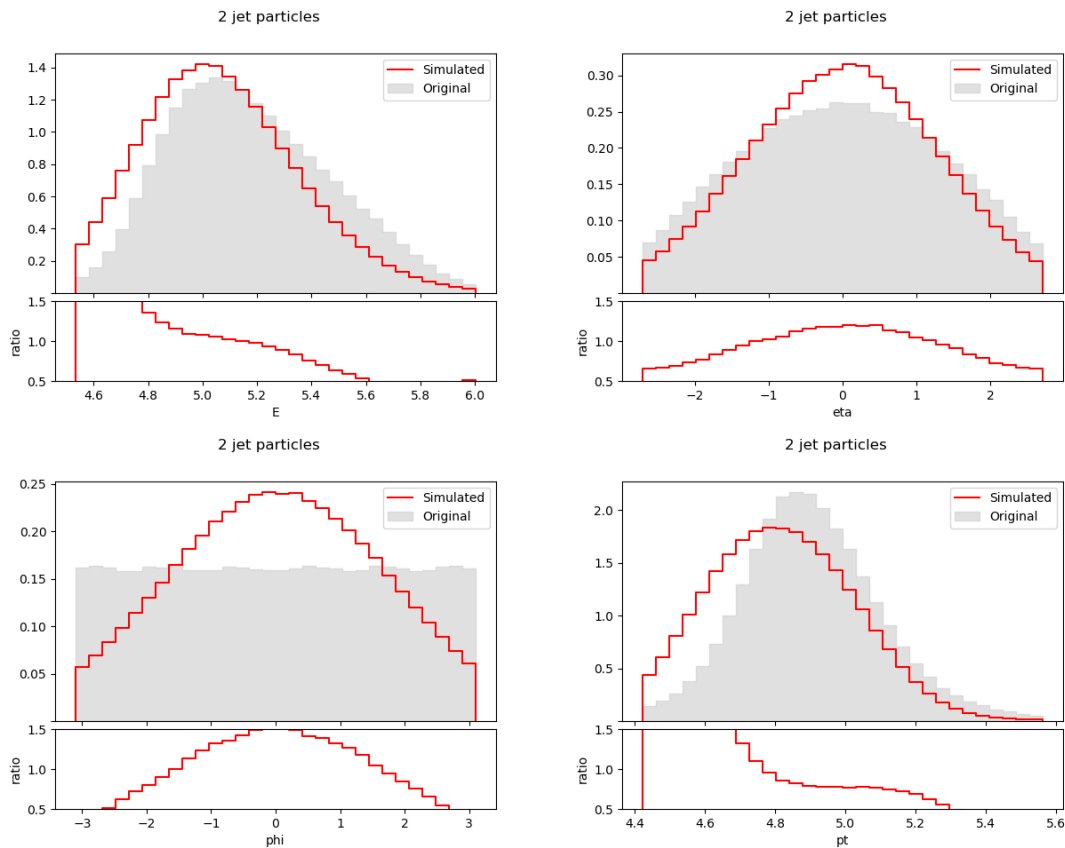 2 jet particles
1.4
1.2
1.0
0.8
0.6
0.4
0.2
Simulated
Original
1.5
1.0
0.5
ratio
4.6 4.8 5.0 5.2 5.4 5.6 5.8 6.0
E
2 jet particles
0.30
0.25
0.20
0.15
0.10
0.05
Simulated
Original
1.5
1.0
0.5
ratio
−2 −1 0 1 2
eta
2 jet particles
0.25
0.20
0.15
0.10
0.05
Simulated
Original
1.5
1.0
0.5
ratio
−3 −2 −1 0 1 2 3
phi
2 jet particles
2.0
1.5
1.0
0.5
Simulated
Original
1.5
1.0
0.5
ratio
4.4 4.6 4.8 5.0 5.2 5.4 5.6
pt